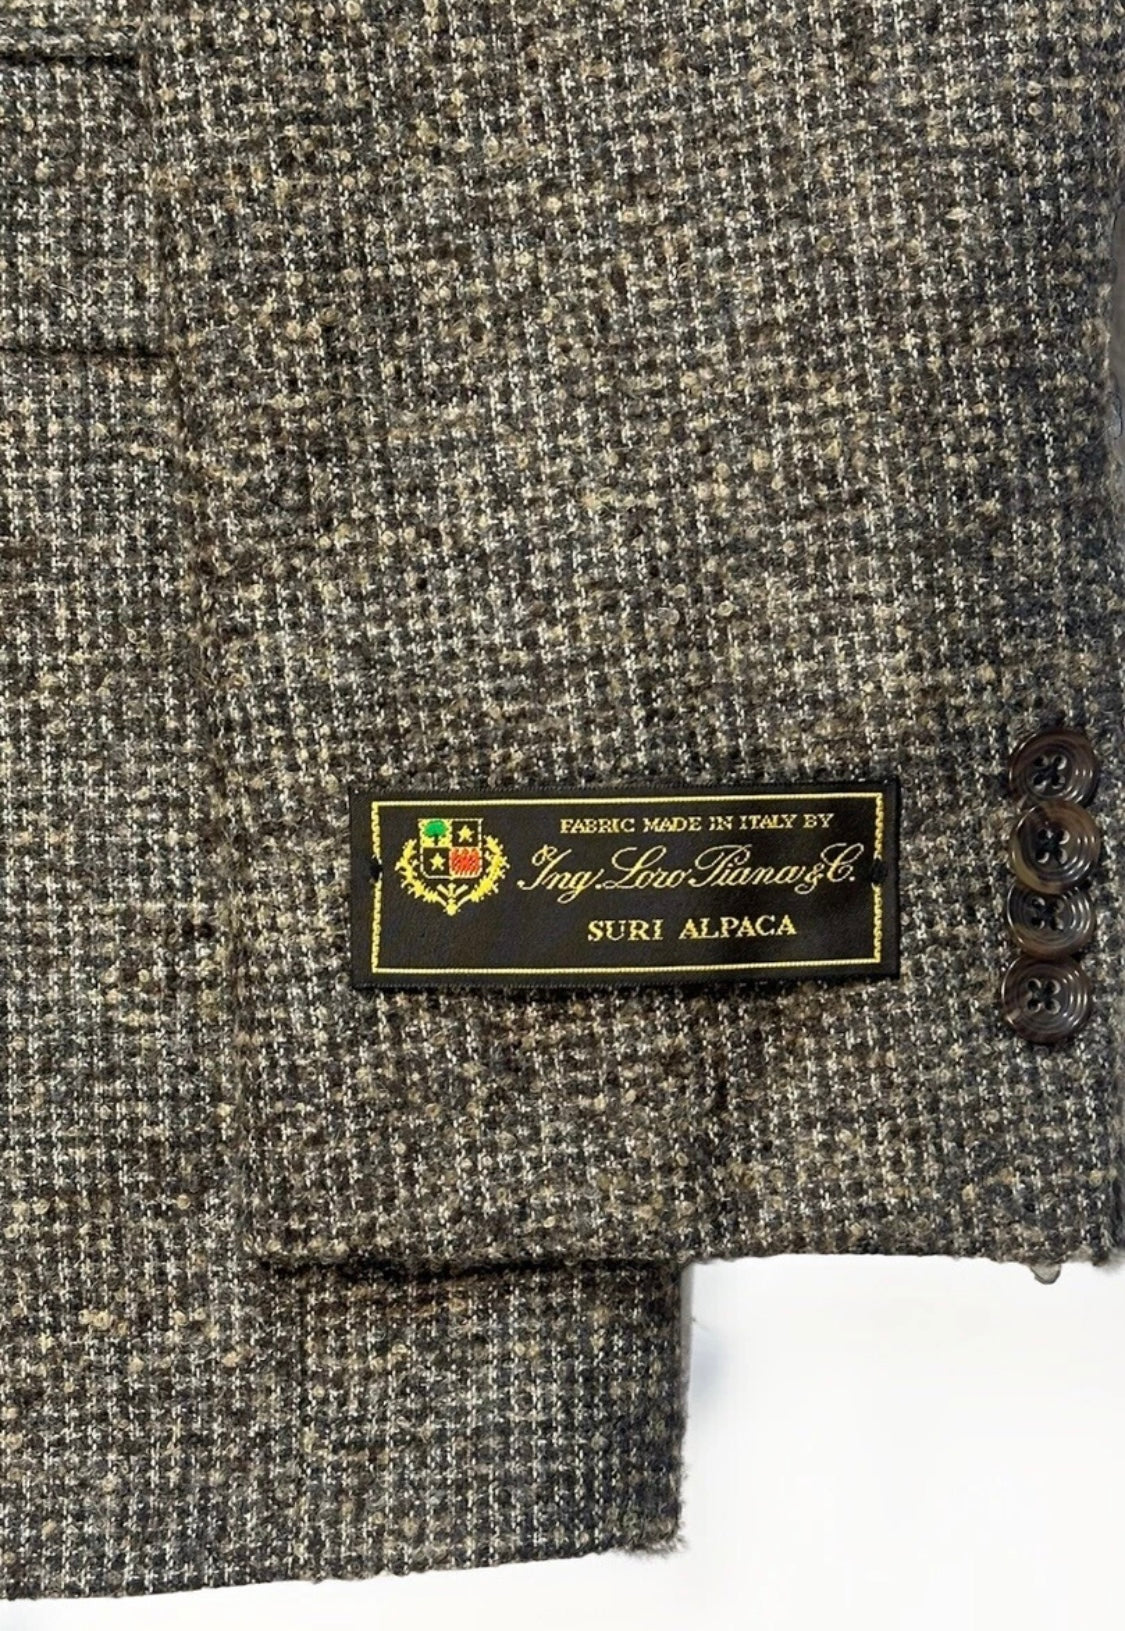 FABRIC MADE IN ITALY BY
Ing. Loro Piana & C.
SURI ALPACA